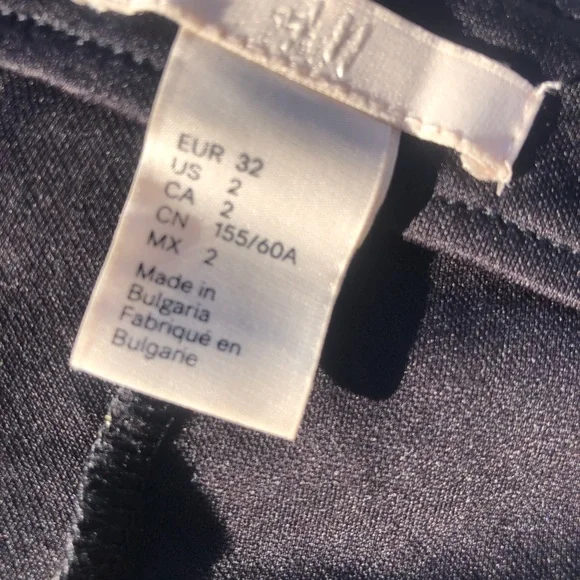 H&M
EUR 32
US 2
CA 2
CN 155/60A
MX 2
Made in
Bulgaria
Fabriqué en
Bulgarie